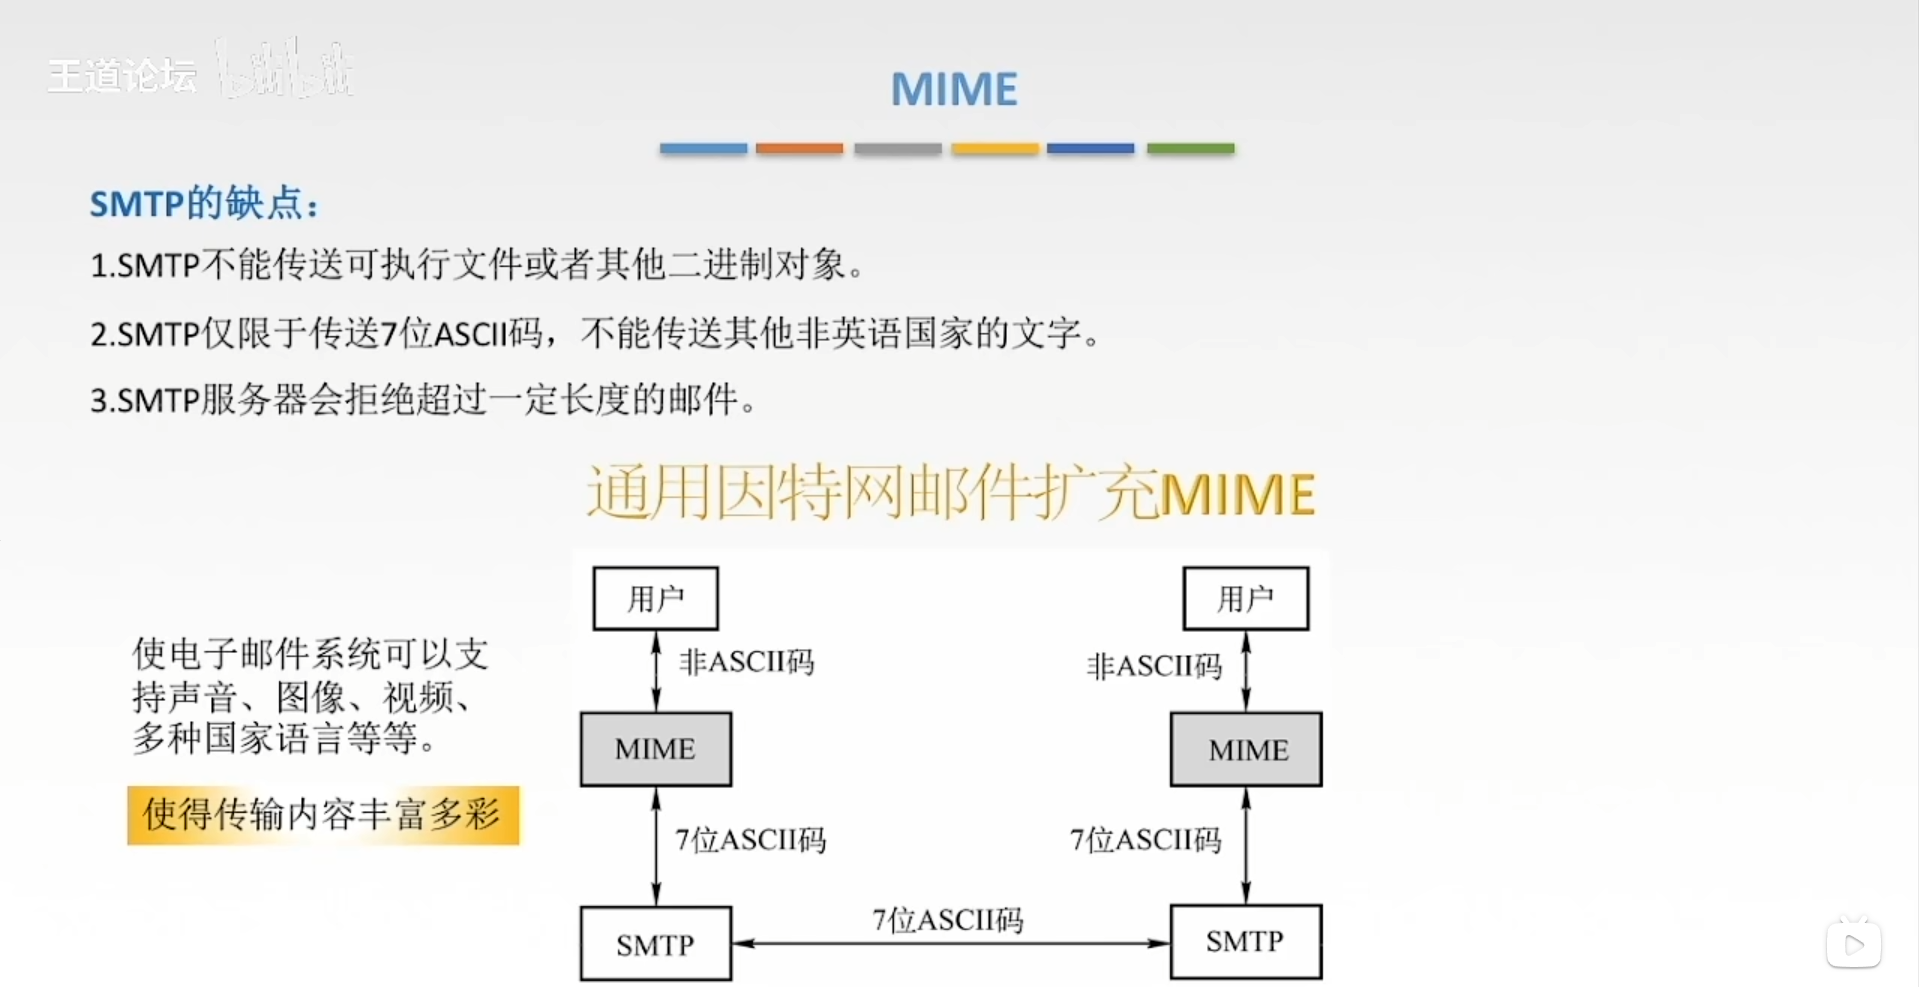 王道论坛 bilibili
MIME
SMTP的缺点：
1.SMTP不能传送可执行文件或者其他二进制对象。
2.SMTP仅限于传送7位ASCII码，不能传送其他非英语国家的文字。
3.SMTP服务器会拒绝超过一定长度的邮件。
通用因特网邮件扩充MIME
用户
用户
非ASCII码
非ASCII码
使电子邮件系统可以支
持声音、图像、视频、
多种国家语言等等。
MIME
MIME
使得传输内容丰富多彩
7位ASCII码
7位ASCII码
7位ASCII码
SMTP
SMTP